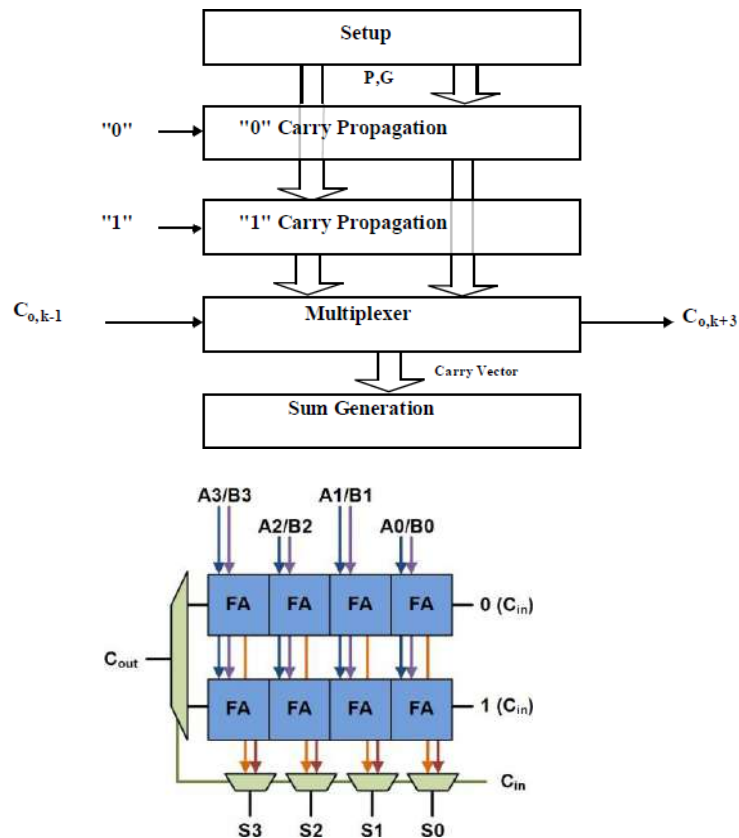 Setup
P,G
"0" "0" Carry Propagation
"1" "1" Carry Propagation
Co,k-1 Multiplexer Co,k+3
Carry Vector
Sum Generation
A3/B3 A1/B1
A2/B2 A0/B0
FA FA FA FA 0 (Cin)
Cout
FA FA FA FA 1 (Cin)
Cin
S3 S2 S1 S0